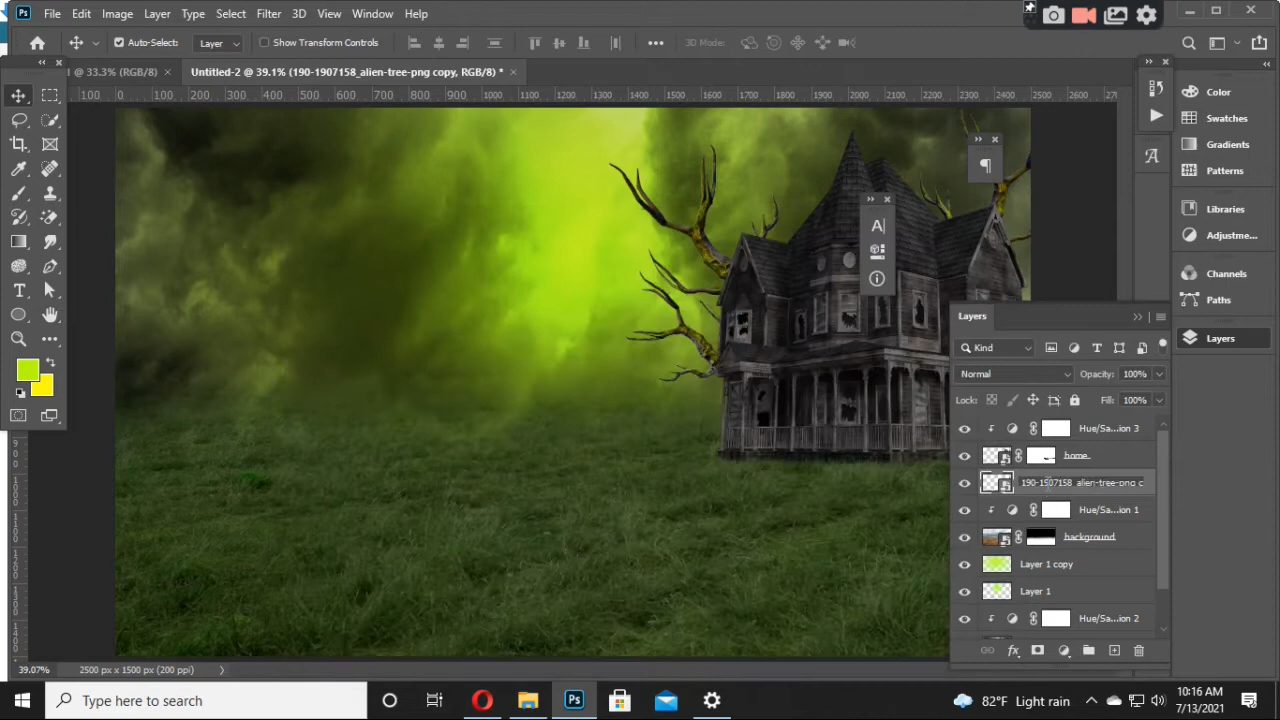 Ps File Edit Image Layer Type Select Filter 3D View Window Help
Auto-Select: Layer Show Transform Controls 3D Mode:
@ 33.3% (RGB/8) × Untitled-2 @ 39.1% (190-1907158_alien-tree-png copy, RGB/8) * ×
100 0 100 200 300 400 500 600 700 800 900 1000 1100 1200 1300 1400 1500 1600 1700 1800 1900 2000 2100 2200 2300 2400 2500 2600
Color
Swatches
Gradients
Patterns
Libraries
Adjustme...
Channels
Paths
Layers
Layers
Kind
Normal Opacity: 100%
Lock: Fill: 100%
Hue/Sa...ion 3
home
190-1907158_alien-tree-png c
Hue/Sa...ion 1
background
Layer 1 copy
Layer 1
Hue/Sa...ion 2
39.07% 2500 px x 1500 px (200 ppi)
Type here to search
Ps
82°F Light rain
10:16 AM
7/13/2021